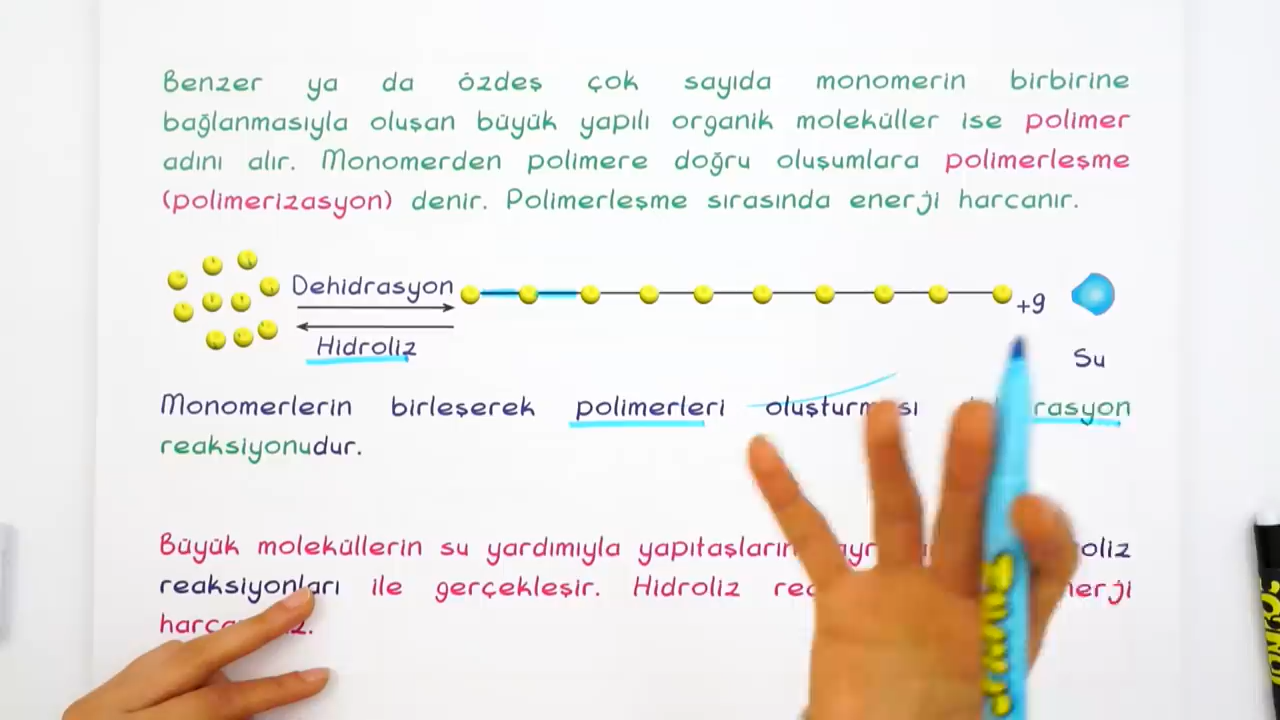 Benzer ya da özdeş çok sayıda monomerin birbirine
bağlanmasıyla oluşan büyük yapılı organik moleküller ise polimer
adını alır. Monomerden polimere doğru oluşumlara polimerleşme
(polimerizasyon) denir. Polimerleşme sırasında enerji harcanır.
Dehidrasyon
+9
Hidroliz
Su
Monomerlerin birleşerek polimerleri oluşturması
reaksiyonudur.
Büyük moleküllerin su yardımıyla
reaksiyonları ile gerçekleşir. Hidroliz